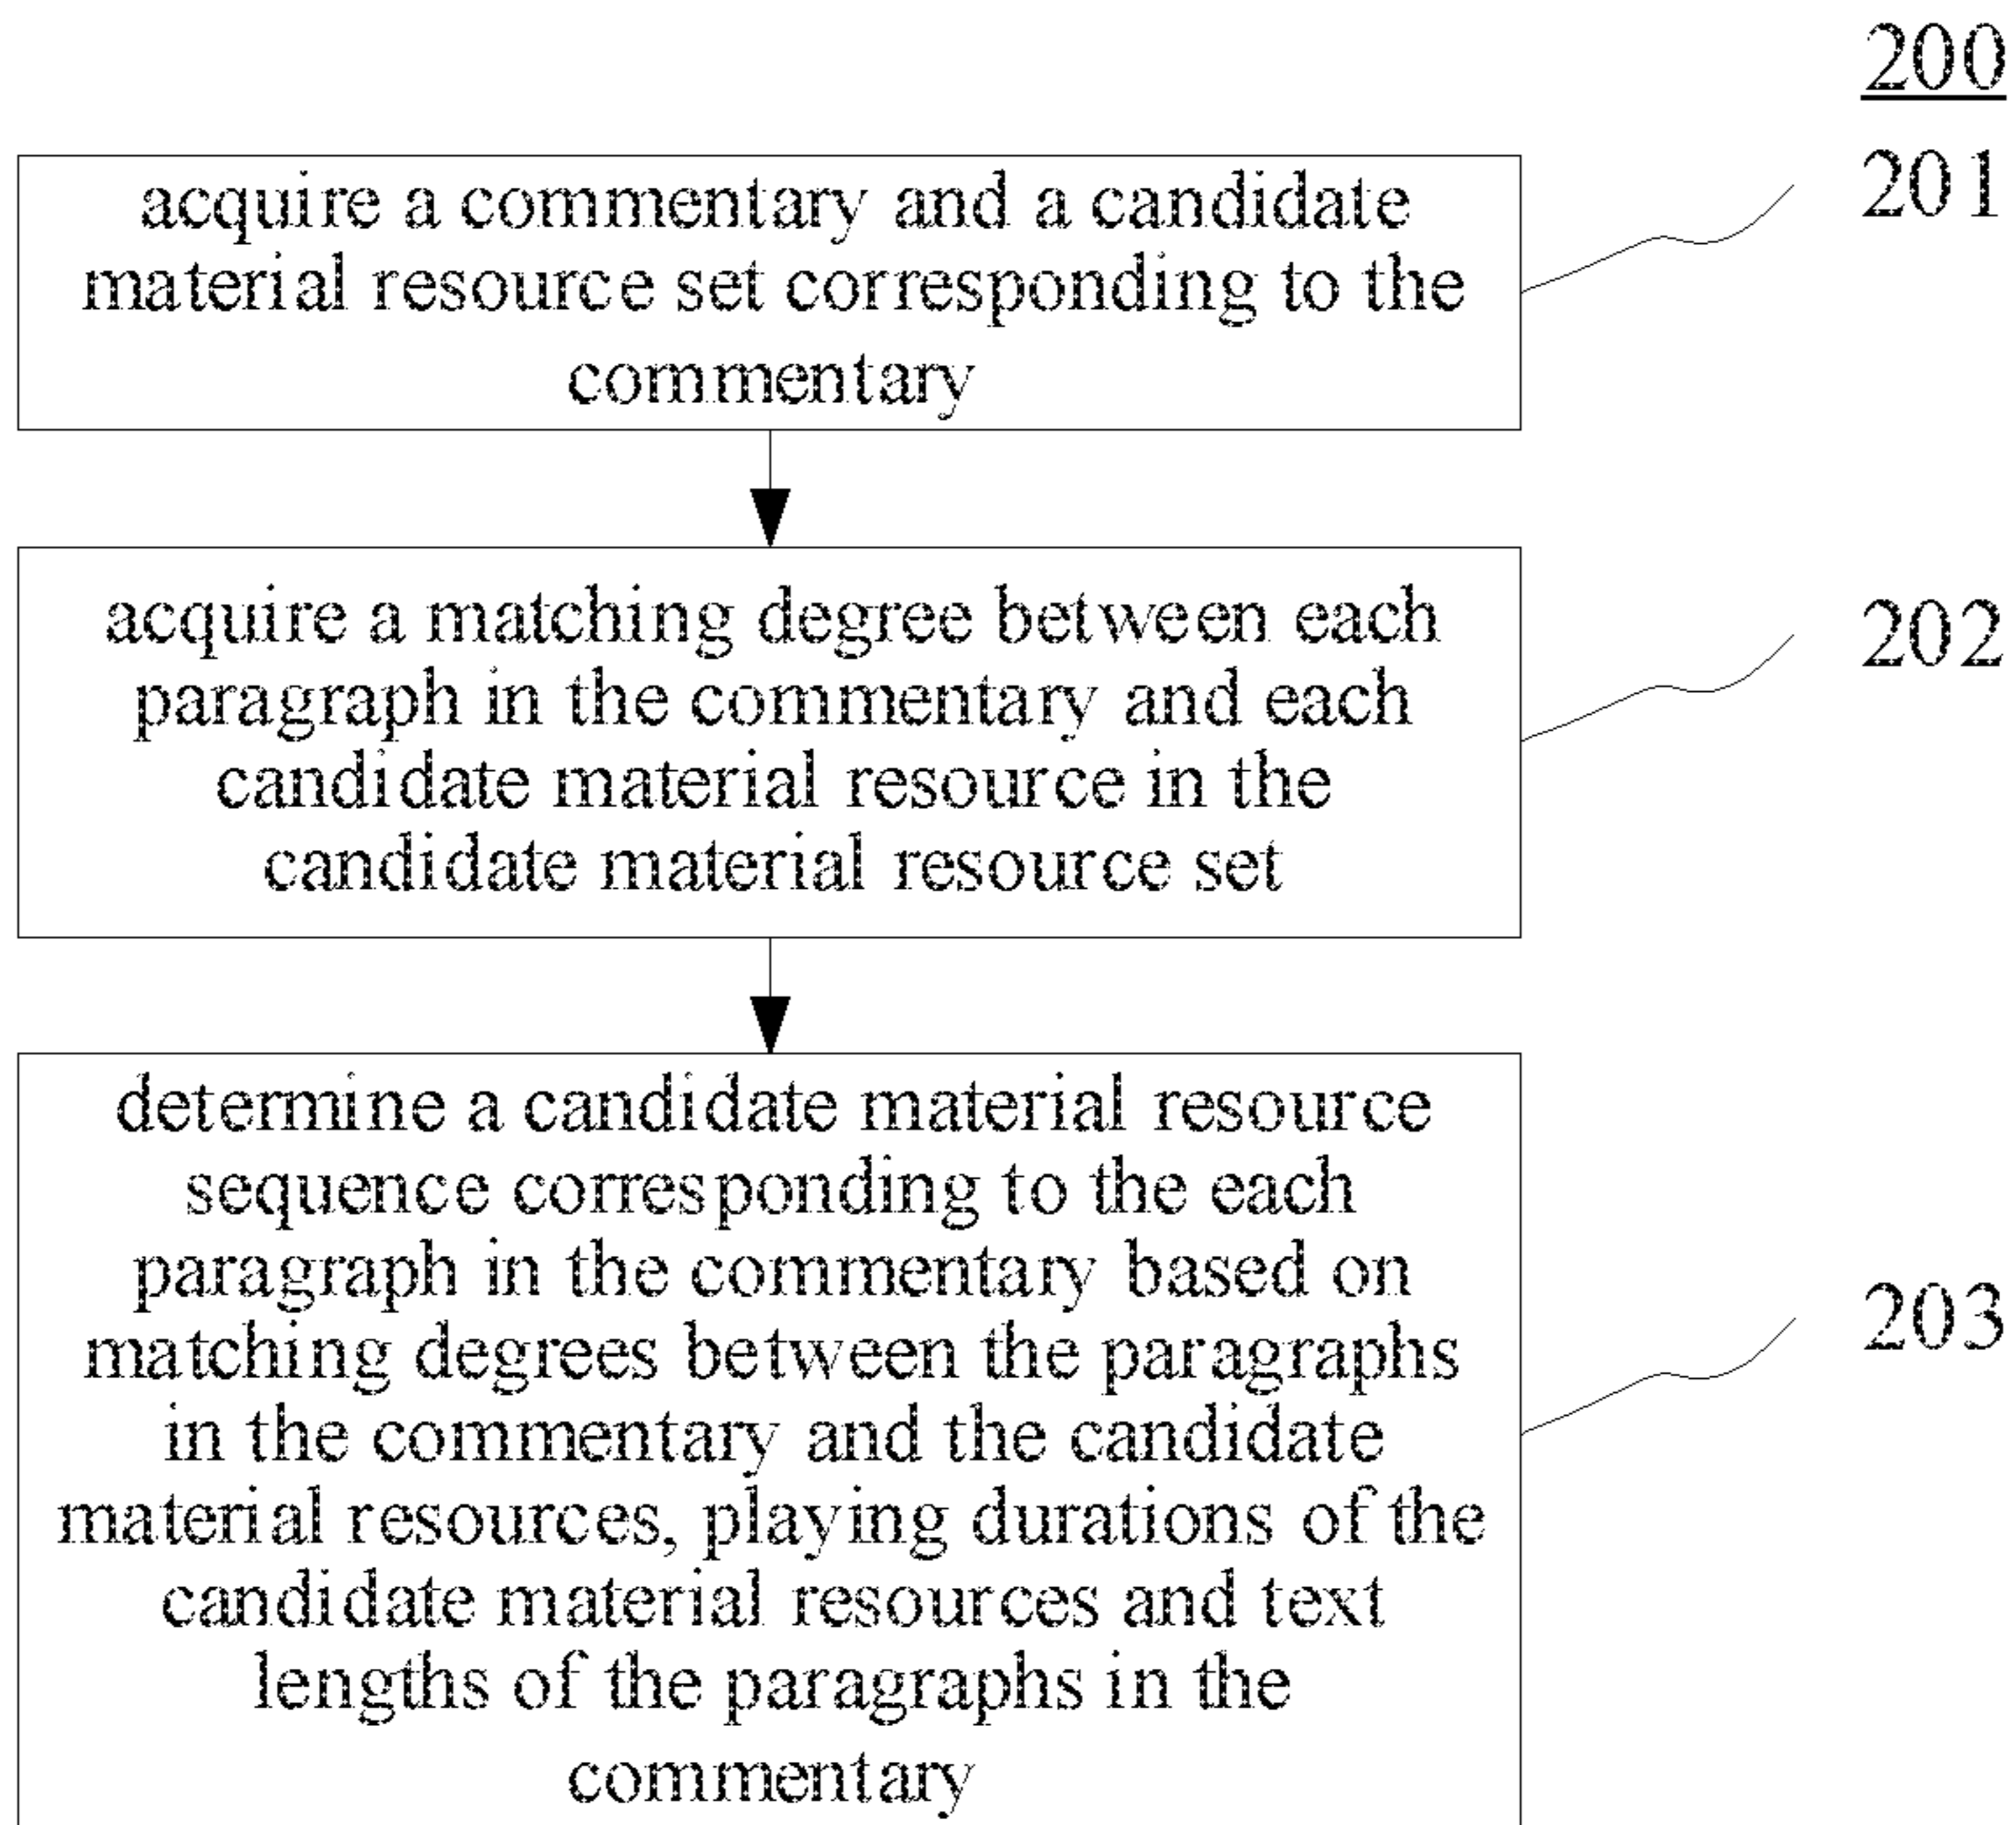 200
201
acquire a commentary and a candidate
material resource set corresponding to the
commentary
202
acquire a matching degree between each
paragraph in the commentary and each
candidate material resource in the
candidate material resource set
203
determine a candidate material resource
sequence corresponding to the each
paragraph in the commentary based on
matching degrees between the paragraphs
in the commentary and the candidate
material resources, playing durations of the
candidate material resources and text
lengths of the paragraphs in the
commentary